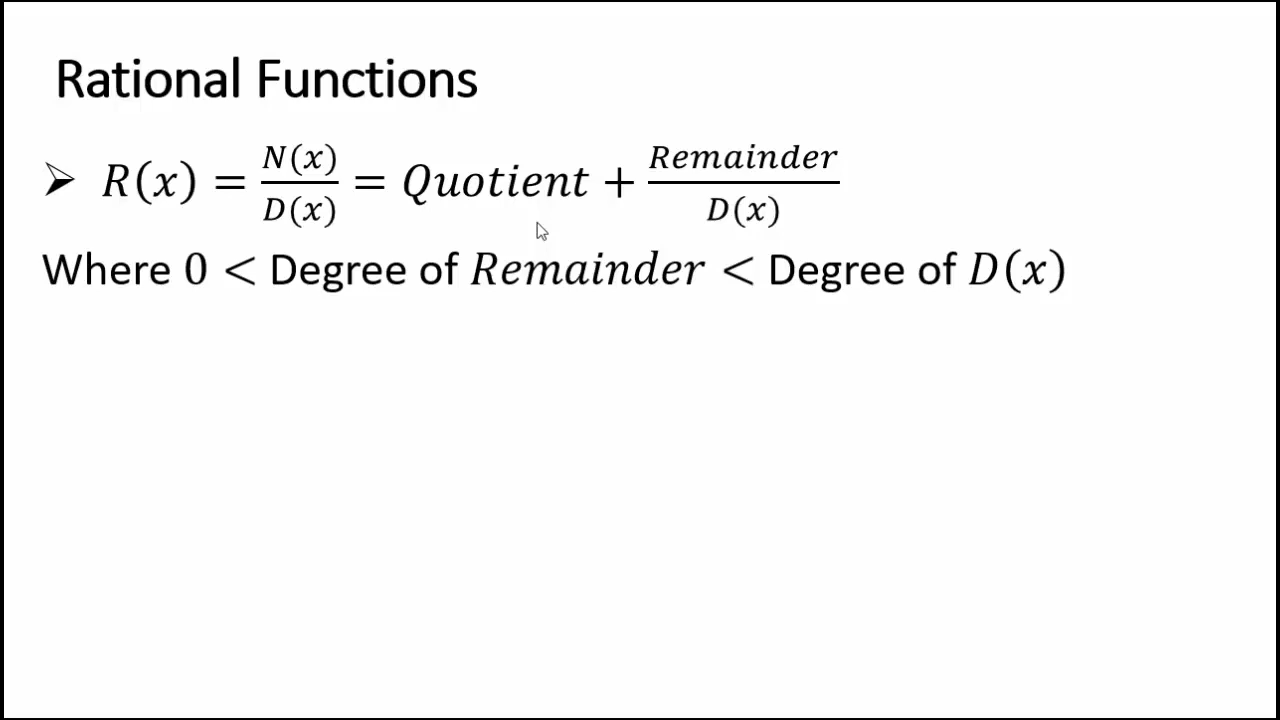 Rational Functions
➢ R(x) = N(x)/D(x) = Quotient + Remainder/D(x)
Where 0 < Degree of Remainder < Degree of D(x)